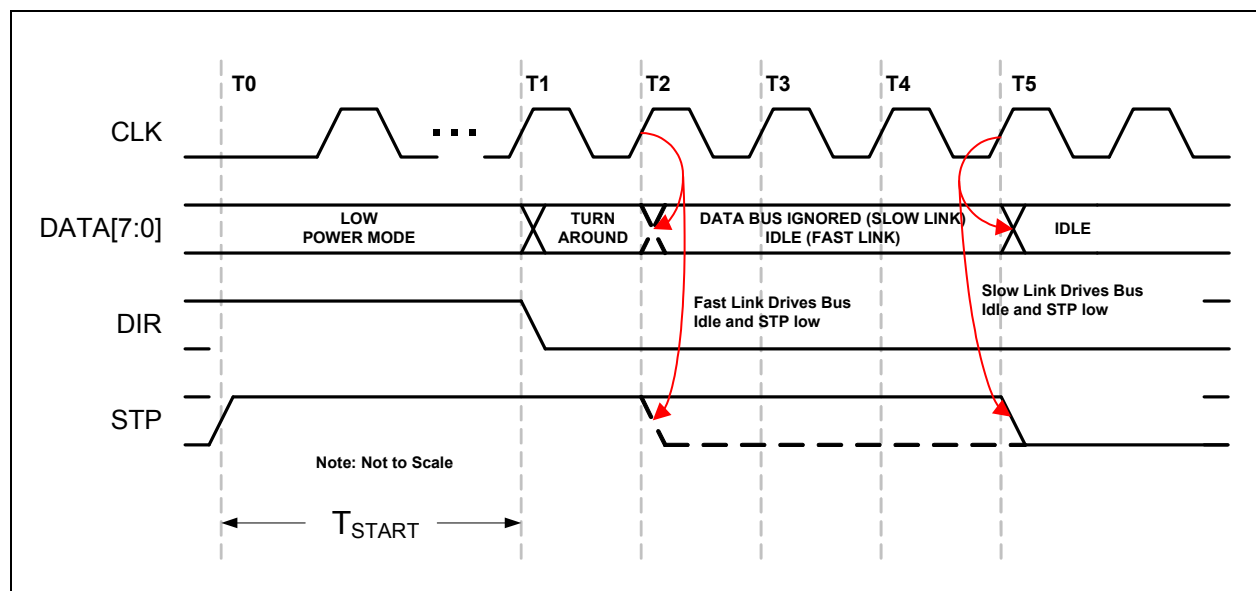 T0
T1
T2
T3
T4
T5
CLK
DATA[7:0]
LOW
POWER MODE
TURN
AROUND
DATA BUS IGNORED (SLOW LINK)
IDLE (FAST LINK)
IDLE
DIR
Fast Link Drives Bus
Idle and STP low
Slow Link Drives Bus
Idle and STP low
STP
Note: Not to Scale
TSTART